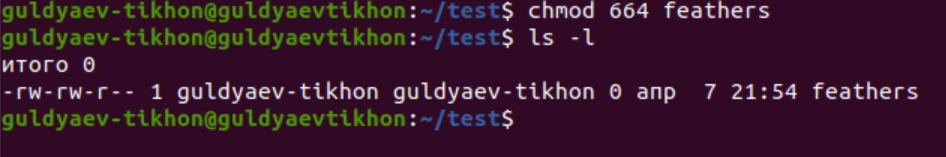 guldyaev-tikhon@guldyaevtikhon:~/test$ chmod 664 feathers
guldyaev-tikhon@guldyaevtikhon:~/test$ ls -l
итого 0
-rw-rw-r-- 1 guldyaev-tikhon guldyaev-tikhon 0 апр  7 21:54 feathers
guldyaev-tikhon@guldyaevtikhon:~/test$